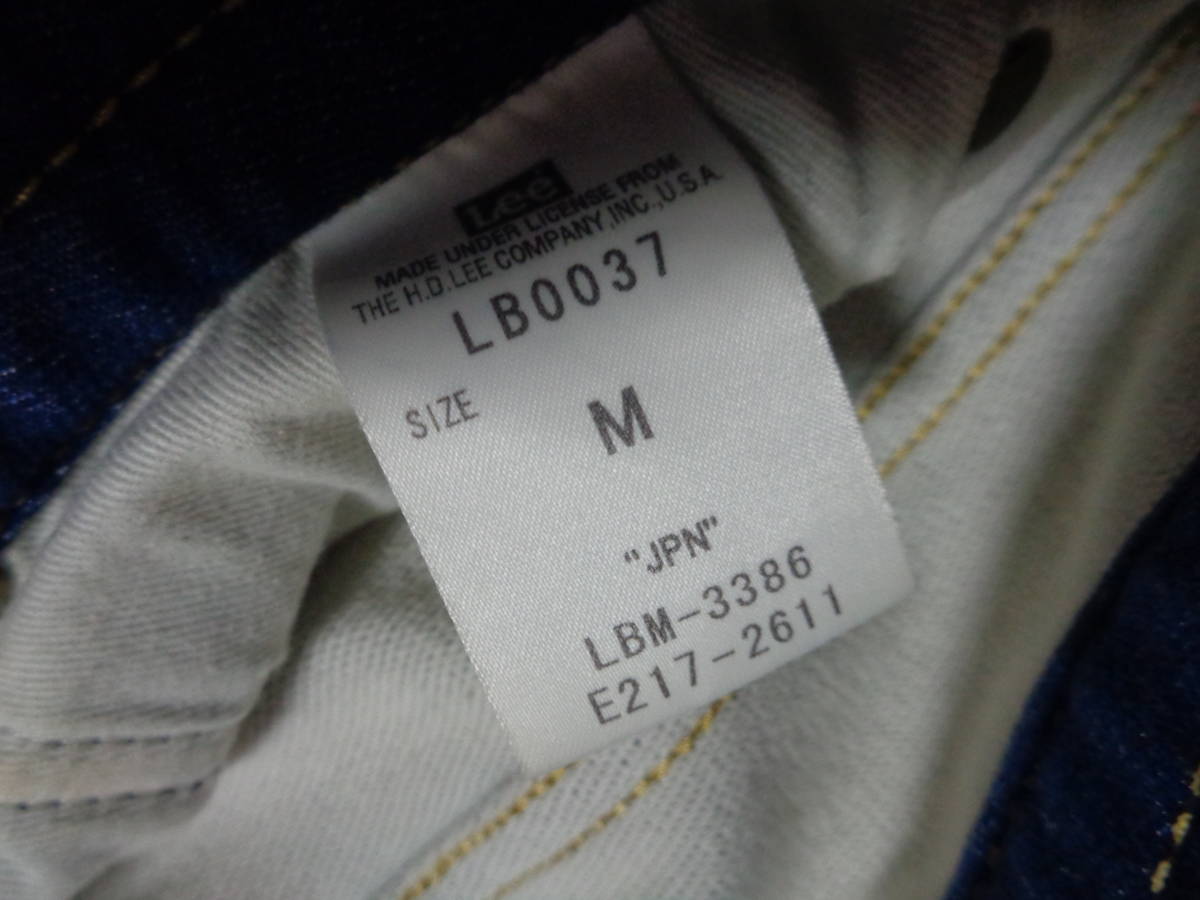 Lee
MADE UNDER LICENSE FROM
THE H.D.LEE COMPANY,INC.,U.S.A.
LB0037
SIZE M
"JPN"
LBM-3386
E217-2611